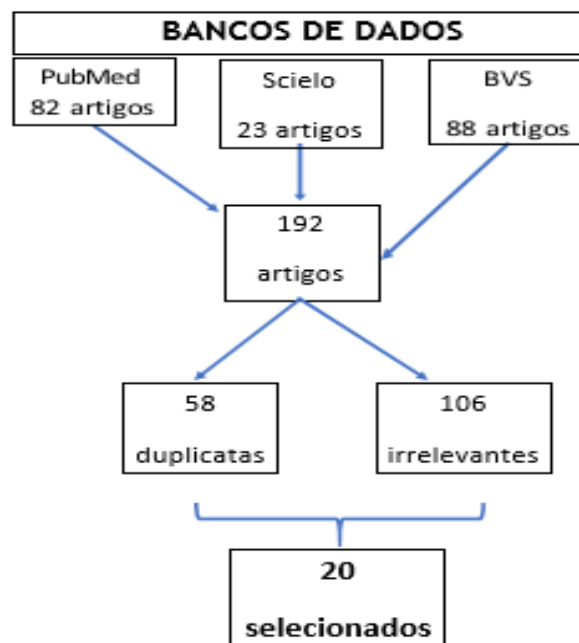 BANCOS DE DADOS
PubMed
82 artigos
Scielo
23 artigos
BVS
88 artigos
192
artigos
58
duplicatas
106
irrelevantes
20
selecionados